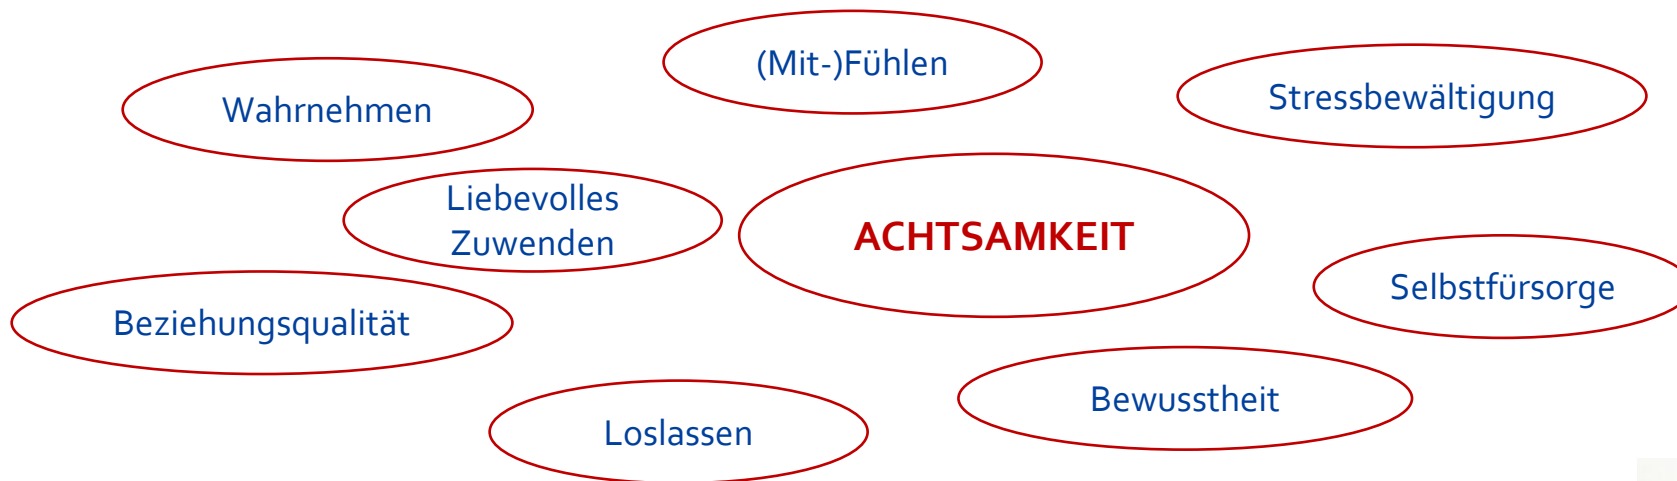 (Mit-)Fühlen
Wahrnehmen
Stressbewältigung
Liebevolles
Zuwenden
ACHTSAMKEIT
Selbstfürsorge
Beziehungsqualität
Bewusstheit
Loslassen